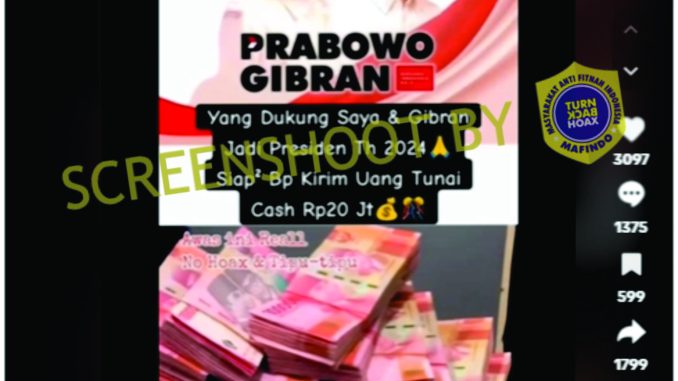 PRABOWO
GIBRAN
Yang Dukung Saya & Gibran
Jadi Presiden Th 2024🙏
Siap² Bp Kirim Uang Tunai
Cash Rp20 Jt💰🎊
Awas ini Reall
No Hoax & Tipu-tipu
SCREENSHOOT BY
MASYARAKAT ANTI FITNAH INDONESIA
TURN
BACK
HOAX
MAFINDO
3097
1375
599
1799